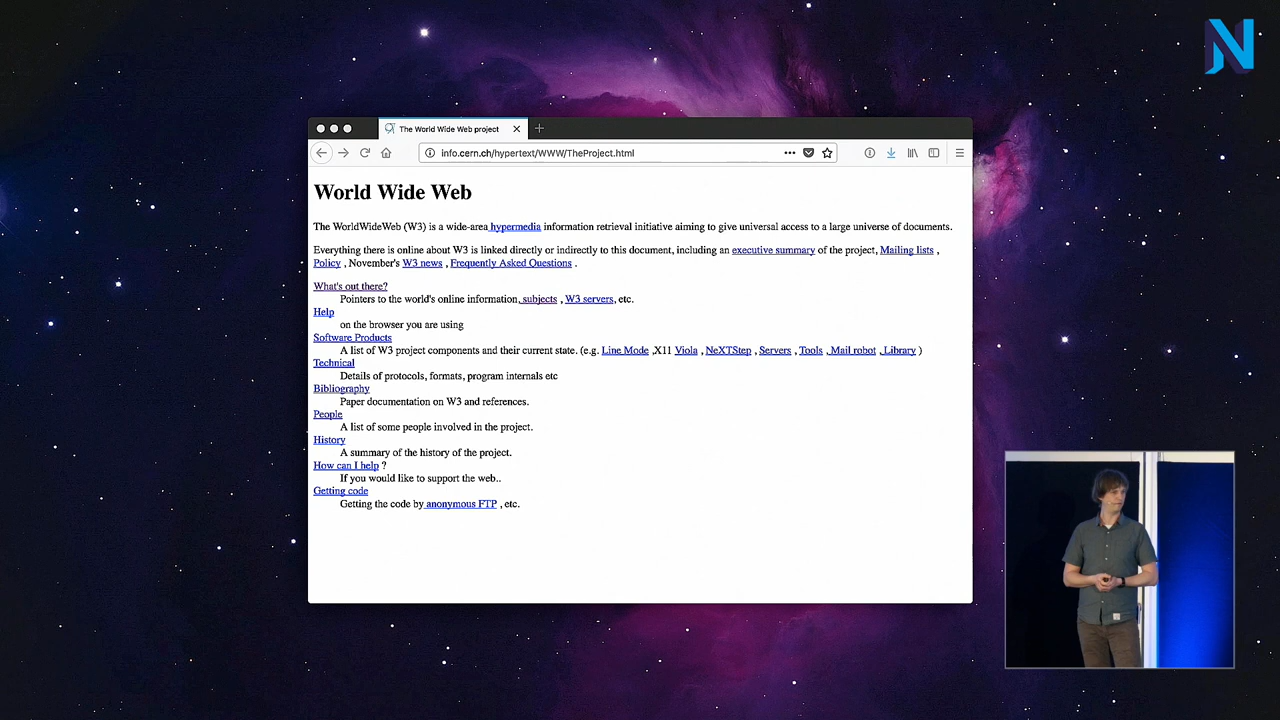 N
The World Wide Web project
info.cern.ch/hypertext/WWW/TheProject.html
World Wide Web
The WorldWideWeb (W3) is a wide-area hypermedia information retrieval initiative aiming to give universal access to a large universe of documents.
Everything there is online about W3 is linked directly or indirectly to this document, including an executive summary of the project, Mailing lists ,
Policy , November's W3 news , Frequently Asked Questions .
What's out there?
Pointers to the world's online information, subjects , W3 servers, etc.
Help
on the browser you are using
Software Products
A list of W3 project components and their current state. (e.g. Line Mode ,X11 Viola , NeXTStep , Servers , Tools , Mail robot , Library )
Technical
Details of protocols, formats, program internals etc
Bibliography
Paper documentation on W3 and references.
People
A list of some people involved in the project.
History
A summary of the history of the project.
How can I help ?
If you would like to support the web..
Getting code
Getting the code by anonymous FTP , etc.